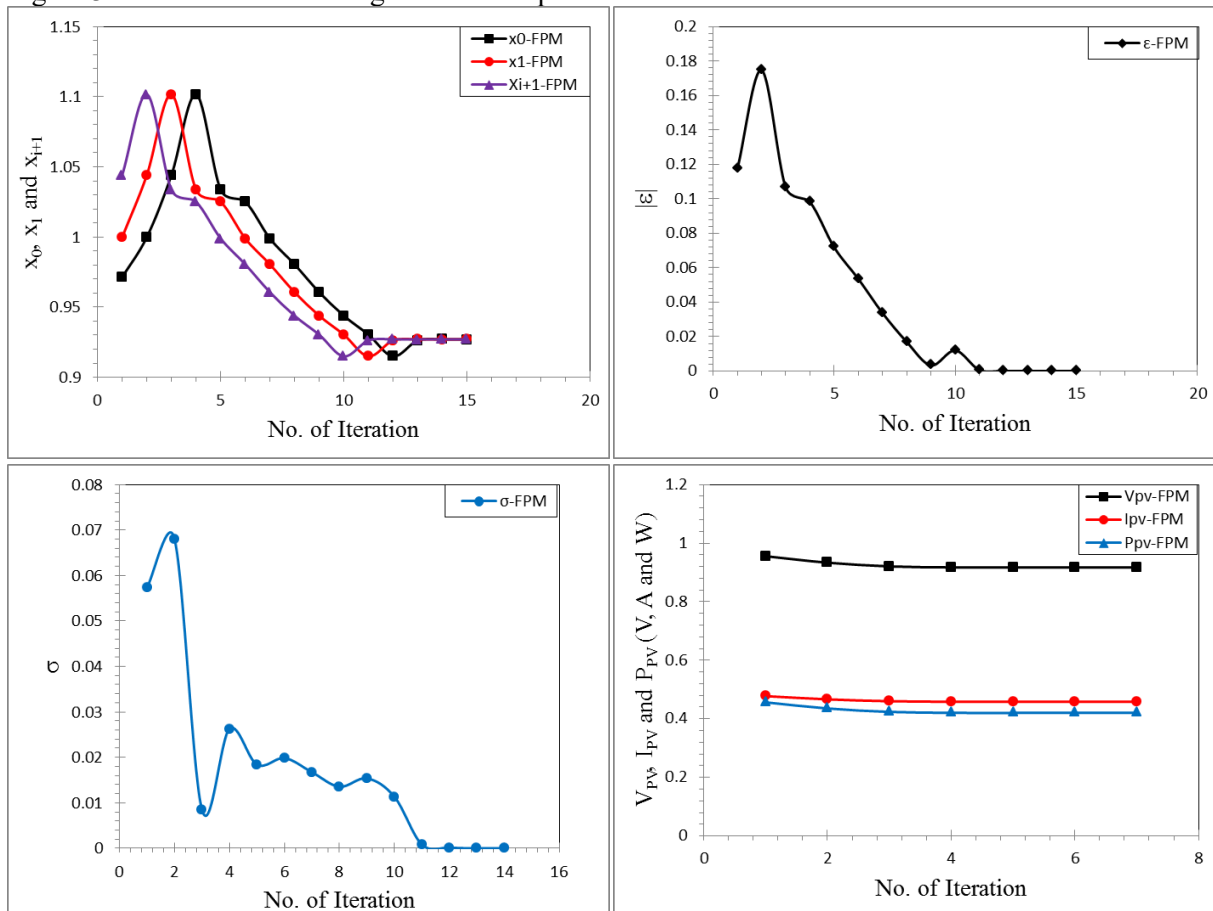 1.15
1.1
1.05
1
0.95
0.9
x0-FPM
x1-FPM
Xi+1-FPM
x₀, x₁ and xᵢ₊₁
0 5 10 15 20
No. of Iteration
0.2
0.18
0.16
0.14
0.12
0.1
0.08
0.06
0.04
0.02
0
ε-FPM
|ε|
0 5 10 15 20
No. of Iteration
0.08
0.07
0.06
0.05
0.04
0.03
0.02
0.01
0
σ-FPM
σ
0 2 4 6 8 10 12 14 16
No. of Iteration
1.2
1
0.8
0.6
0.4
0.2
0
Vpv-FPM
Ipv-FPM
Ppv-FPM
V_PV, I_PV and P_PV (V, A and W)
0 2 4 6 8
No. of Iteration